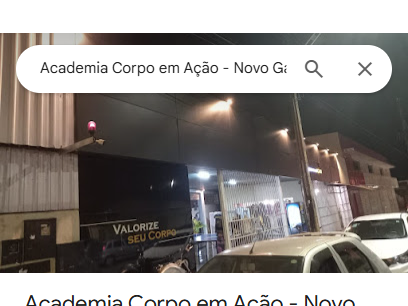 Academia Corpo em Ação - Novo Ga
VALORIZE
SEU CORPO
Academia Corpo em Ação - Novo